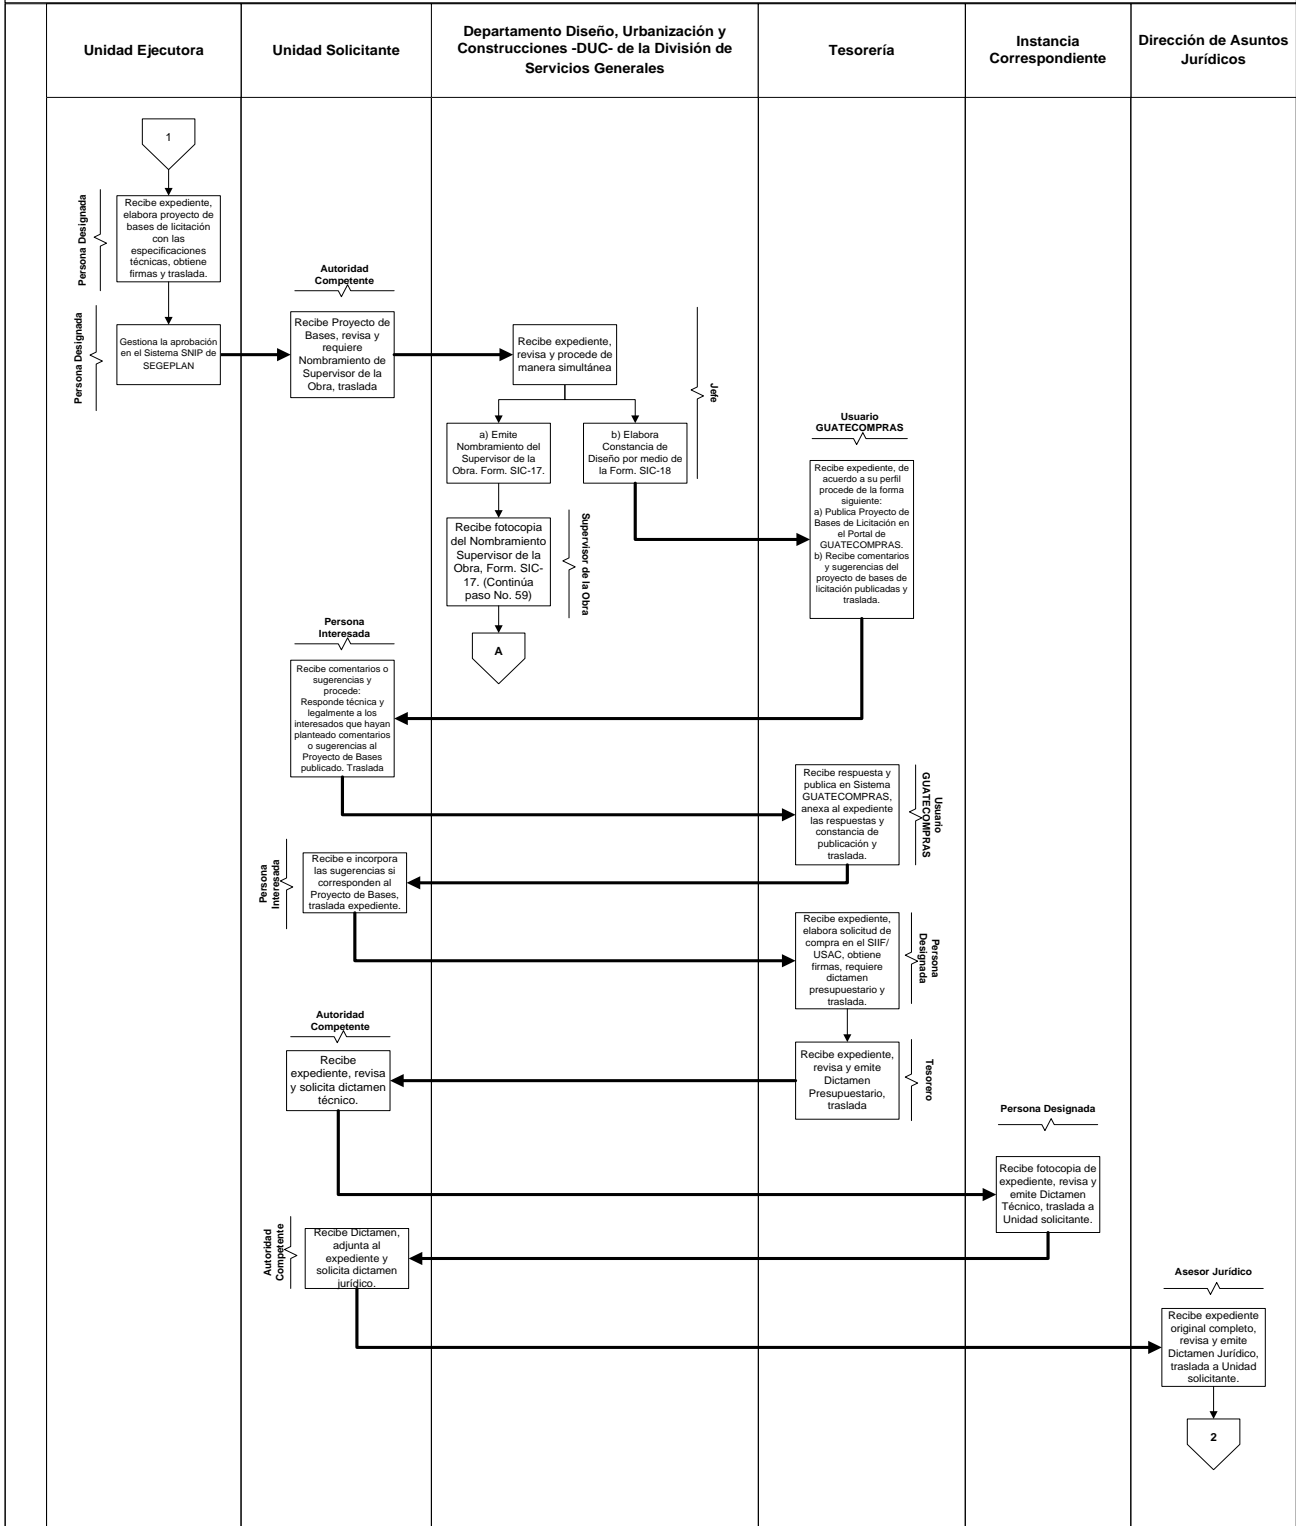 Unidad Ejecutora
Unidad Solicitante
Departamento Diseño, Urbanización y
Construcciones -DUC- de la División de
Servicios Generales
Tesorería
Instancia
Correspondiente
Dirección de Asuntos
Jurídicos
1
Persona Designada
Recibe expediente,
elabora proyecto de
bases de licitación
con las
especificaciones
técnicas, obtiene
firmas y traslada.
Persona Designada
Gestiona la aprobación
en el Sistema SNIP de
SEGEPLAN
Autoridad
Competente
Recibe Proyecto de
Bases, revisa y
requiere
Nombramiento de
Supervisor de la
Obra, traslada
Recibe expediente,
revisa y procede de
manera simultánea
Jefe
a) Emite
Nombramiento del
Supervisor de la
Obra. Form. SIC-17.
b) Elabora
Constancia de
Diseño por medio de
la Form. SIC-18
Recibe fotocopia
del Nombramiento
Supervisor de la
Obra, Form. SIC-
17. (Continúa
paso No. 59)
Supervisor de la Obra
A
Usuario
GUATECOMPRAS
Recibe expediente, de
acuerdo a su perfil
procede de la forma
siguiente:
a) Publica Proyecto de
Bases de Licitación en
el Portal de
GUATECOMPRAS.
b) Recibe comentarios
y sugerencias del
proyecto de bases de
licitación publicadas y
traslada.
Persona
Interesada
Recibe comentarios o
sugerencias y
procede:
Responde técnica y
legalmente a los
interesados que hayan
planteado comentarios
o sugerencias al
Proyecto de Bases
publicado. Traslada
Recibe respuesta y
publica en Sistema
GUATECOMPRAS,
anexa al expediente
las respuestas y
constancia de
publicación y
traslada.
Usuario
GUATECOMPRAS
Persona
Interesada
Recibe e incorpora
las sugerencias si
corresponden al
Proyecto de Bases,
traslada expediente.
Recibe expediente,
elabora solicitud de
compra en el SIIF/
USAC, obtiene
firmas, requiere
dictamen
presupuestario y
traslada.
Persona
Designada
Autoridad
Competente
Recibe
expediente, revisa
y solicita dictamen
técnico.
Recibe expediente,
revisa y emite
Dictamen
Presupuestario,
traslada
Tesorero
Persona Designada
Recibe fotocopia de
expediente, revisa y
emite Dictamen
Técnico, traslada a
Unidad solicitante.
Autoridad
Competente
Recibe Dictamen,
adjunta al
expediente y
solicita dictamen
jurídico.
Asesor Jurídico
Recibe expediente
original completo,
revisa y emite
Dictamen Jurídico,
traslada a Unidad
solicitante.
2